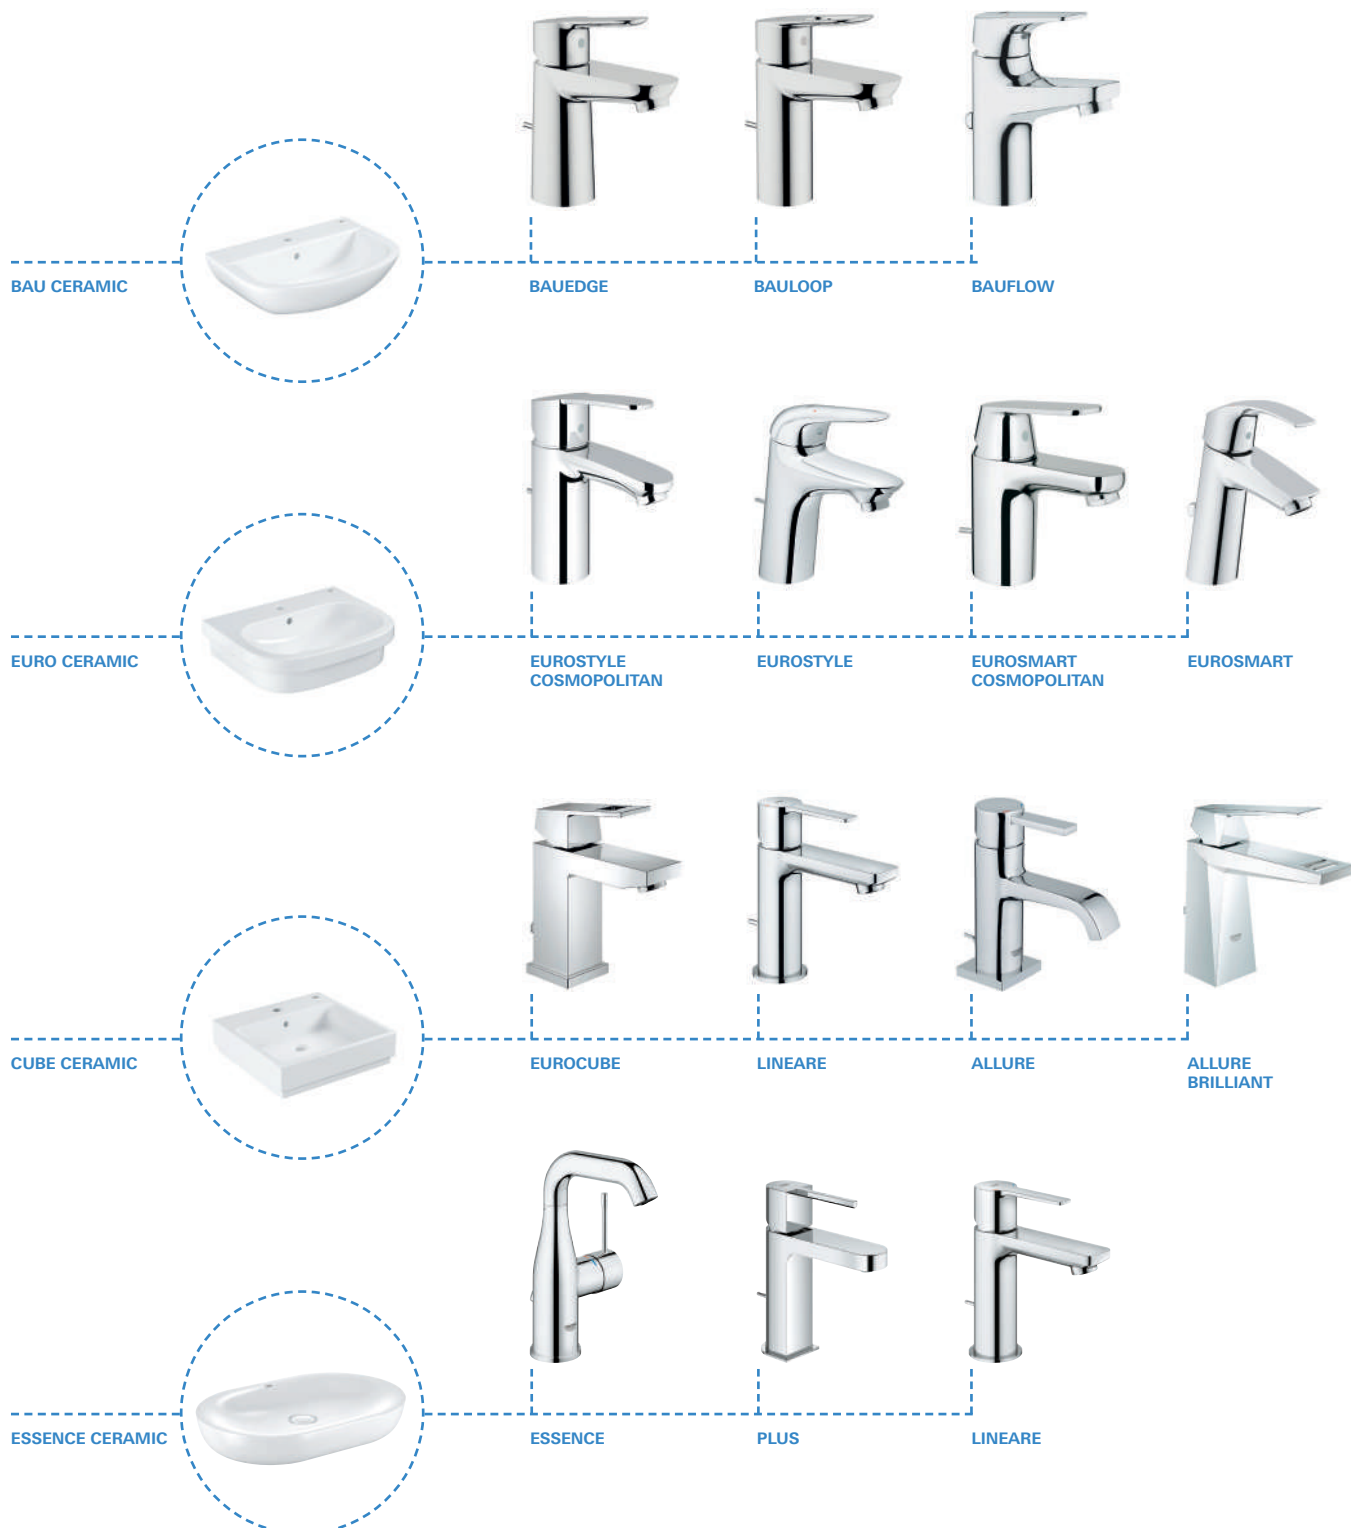 BAU CERAMIC
BAUEDGE
BAULOOP
BAUFLOW
EURO CERAMIC
EUROSTYLE
COSMOPOLITAN
EUROSTYLE
EUROSMART
COSMOPOLITAN
EUROSMART
CUBE CERAMIC
EUROCUBE
LINEARE
ALLURE
ALLURE
BRILLIANT
ESSENCE CERAMIC
ESSENCE
PLUS
LINEARE